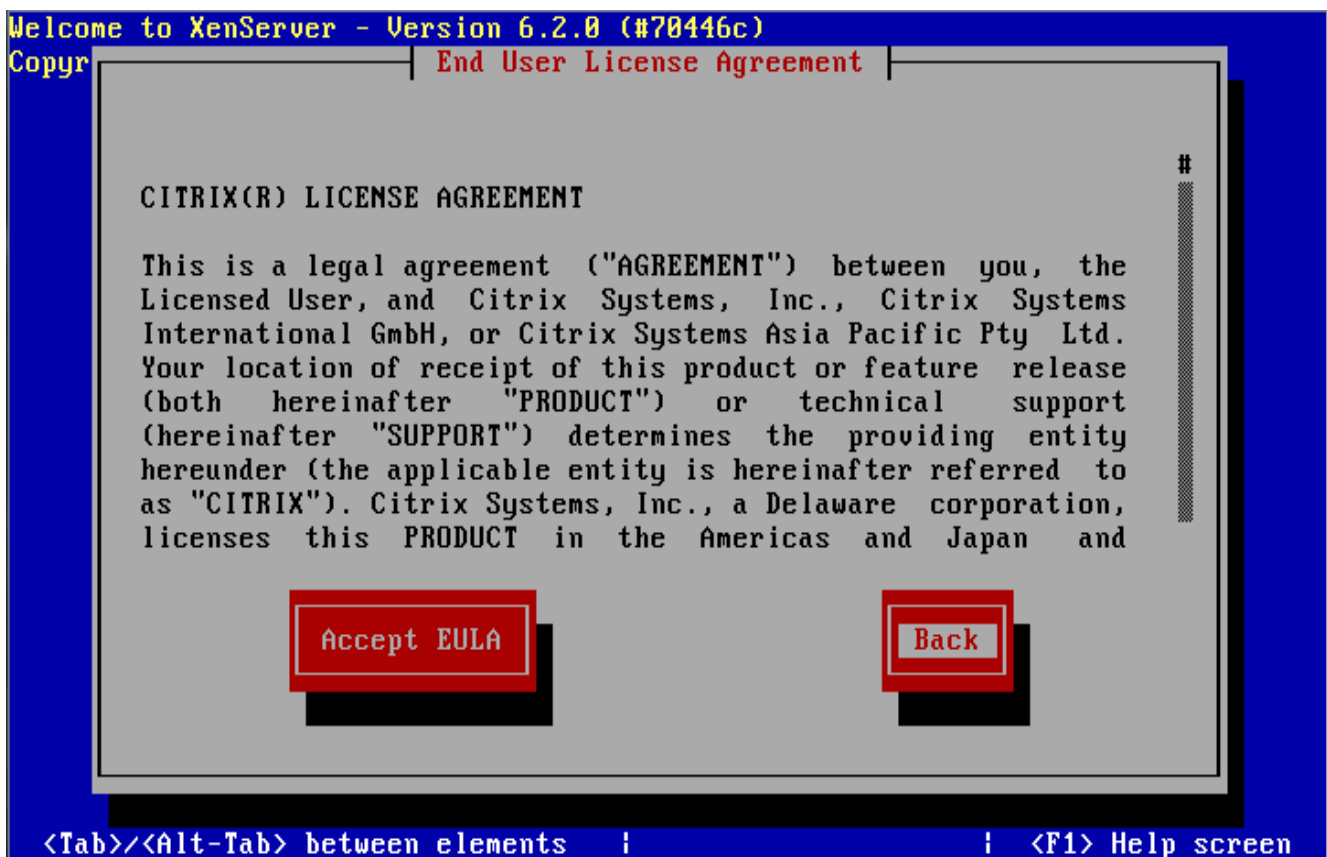 Welcome to XenServer - Version 6.2.0 (#70446c)
Copyr
End User License Agreement
#
CITRIX(R) LICENSE AGREEMENT
This is a legal agreement ("AGREEMENT") between you, the
Licensed User, and Citrix Systems, Inc., Citrix Systems
International GmbH, or Citrix Systems Asia Pacific Pty Ltd.
Your location of receipt of this product or feature release
(both hereinafter "PRODUCT") or technical support
(hereinafter "SUPPORT") determines the providing entity
hereunder (the applicable entity is hereinafter referred to
as "CITRIX"). Citrix Systems, Inc., a Delaware corporation,
licenses this PRODUCT in the Americas and Japan and
Accept EULA
Back
<Tab>/<Alt-Tab> between elements | | <F1> Help screen